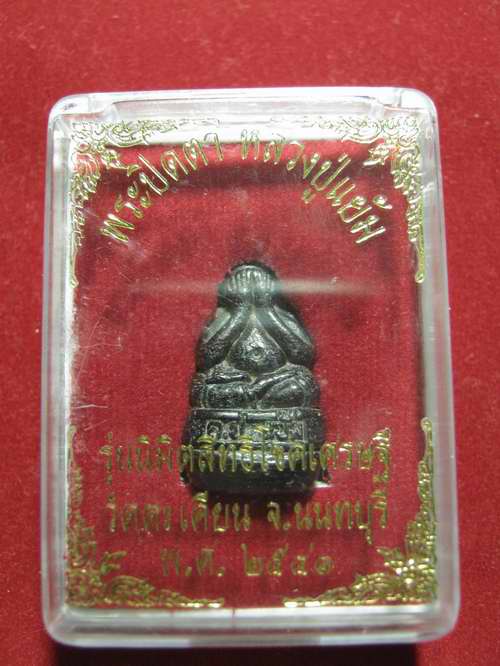 พระปิดตา หลวงปู่แย้ม
รุ่นนิมิตสิทธิโชคเศรษฐี
วัดตะเคียน จ.นนทบุรี
พ.ศ. ๒๕๔๑